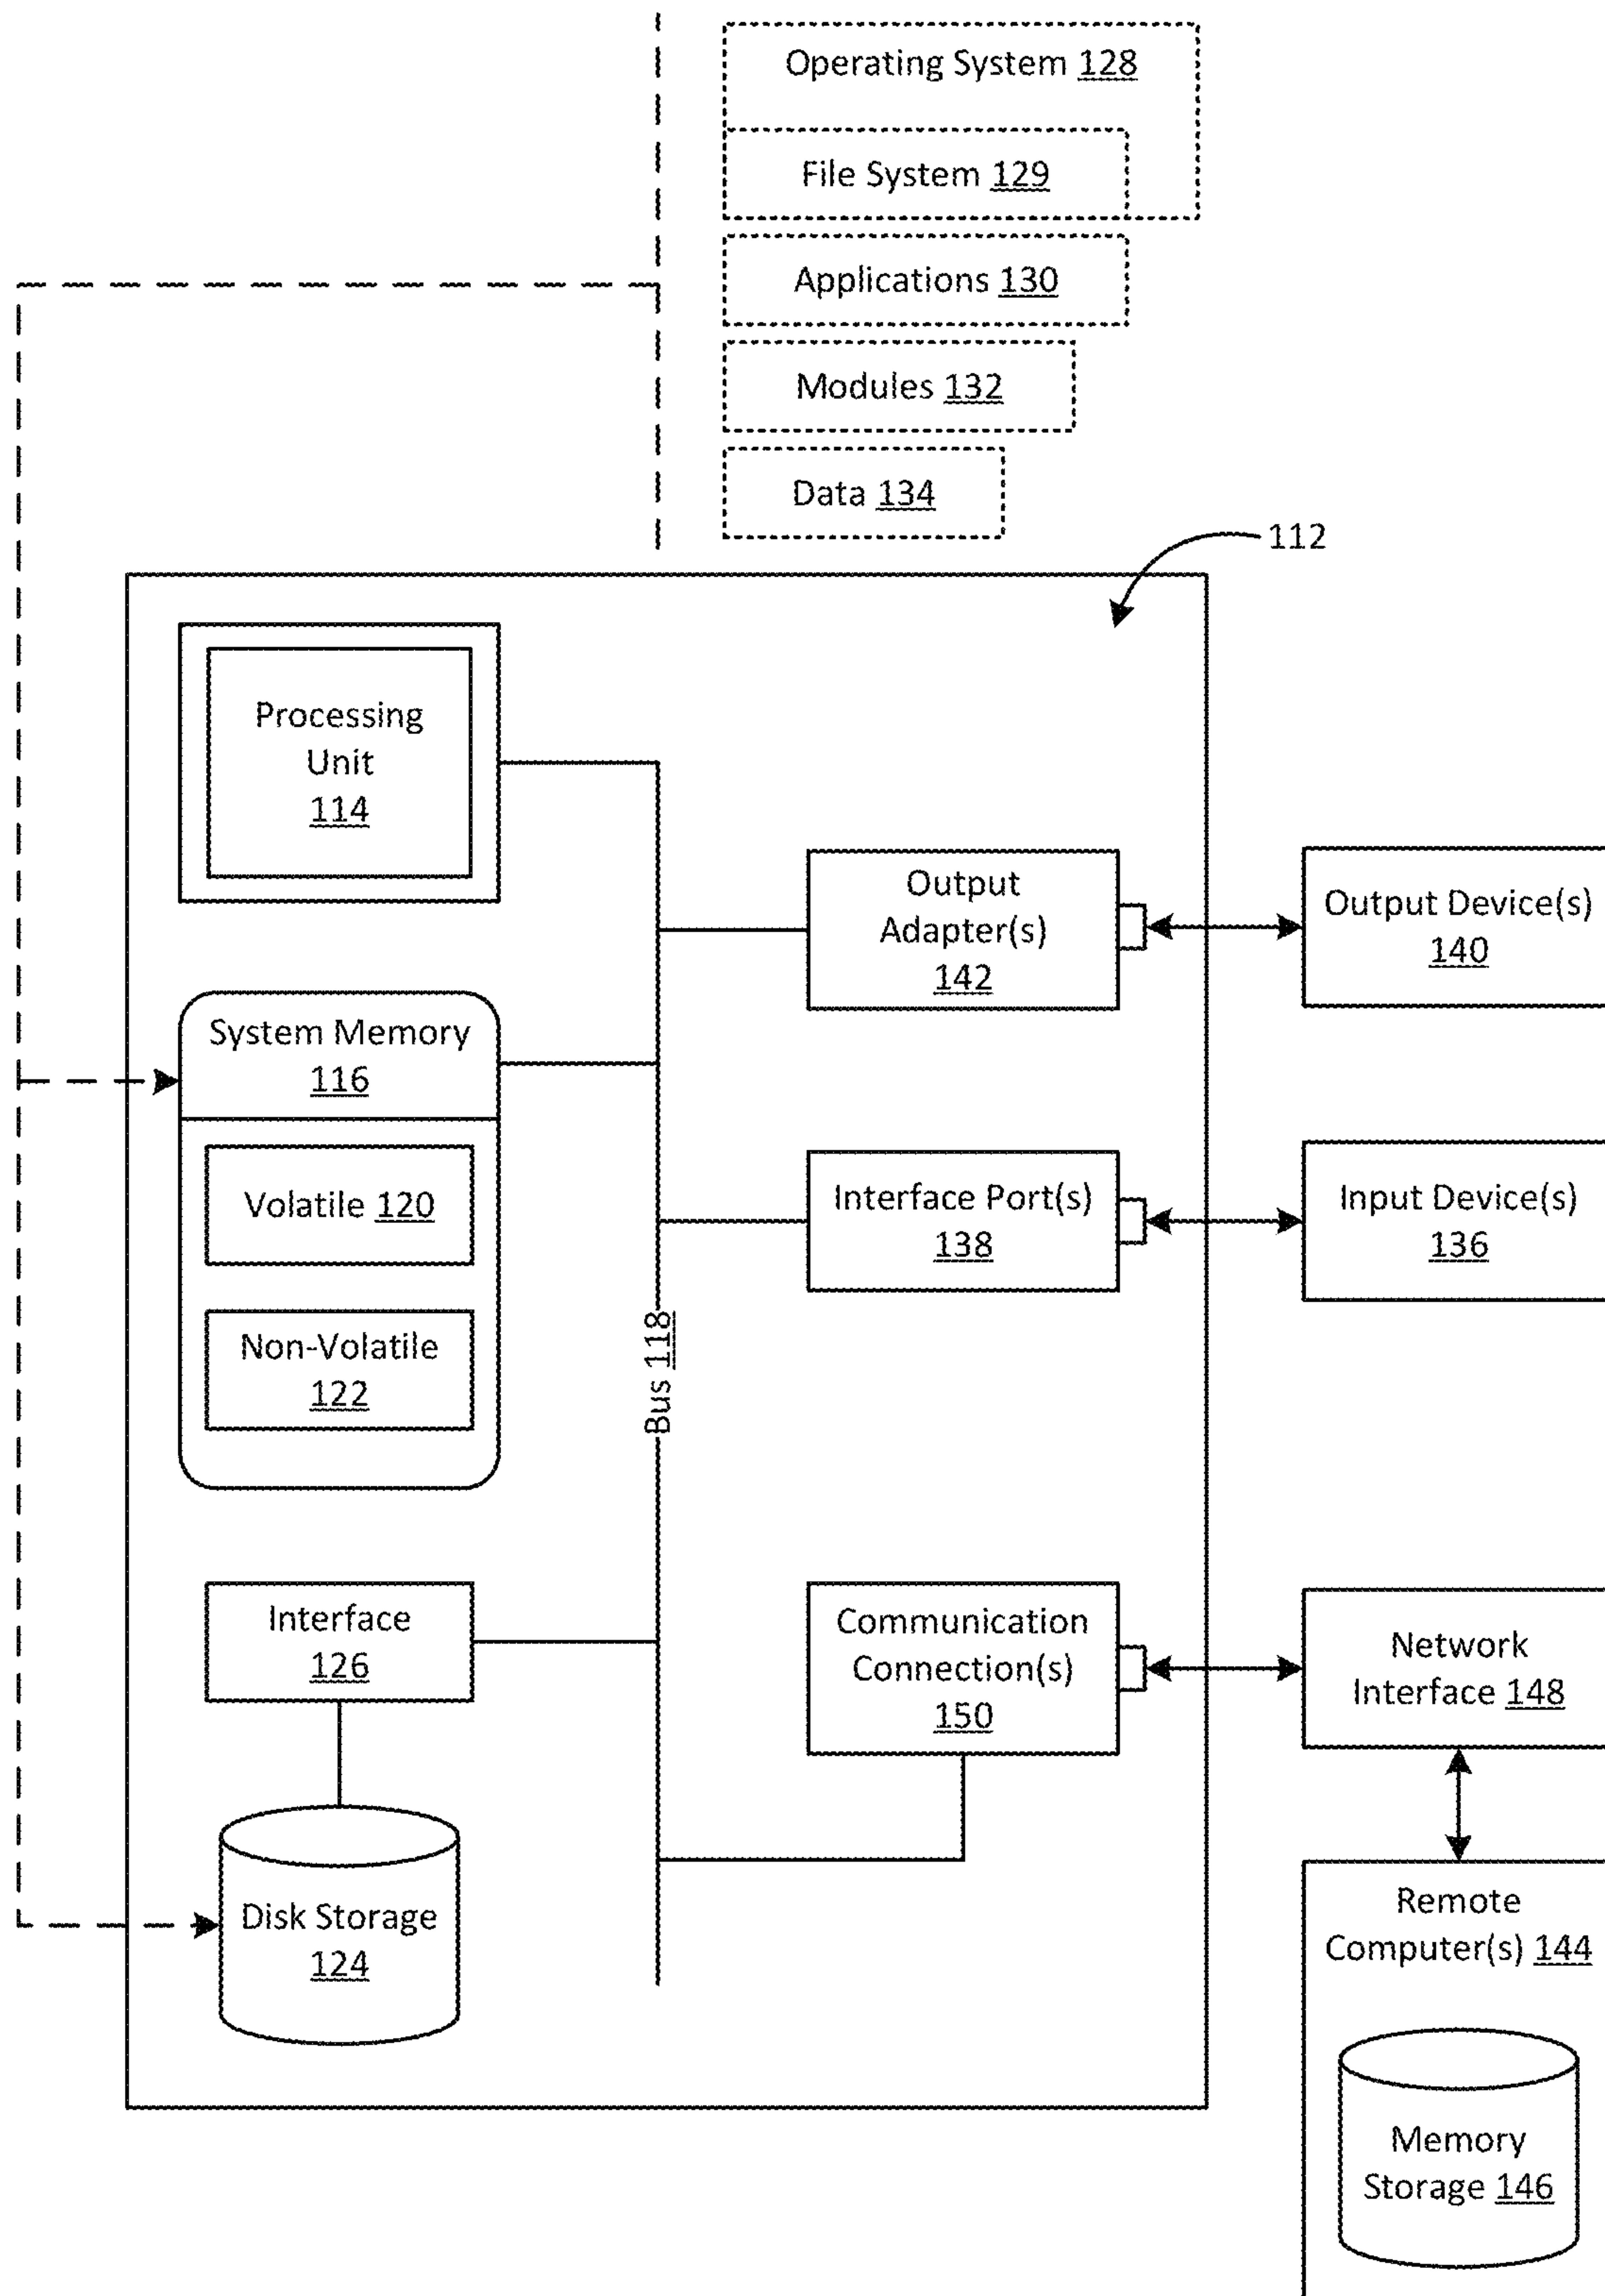 Operating System 128
File System 129
Applications 130
Modules 132
Data 134
112
Processing
Unit
114
Output
Adapter(s)
142
Output Device(s)
140
System Memory
116
Volatile 120
Non-Volatile
122
Interface Port(s)
138
Input Device(s)
136
Bus 118
Interface
126
Communication
Connection(s)
150
Network
Interface 148
Disk Storage
124
Remote
Computer(s) 144
Memory
Storage 146